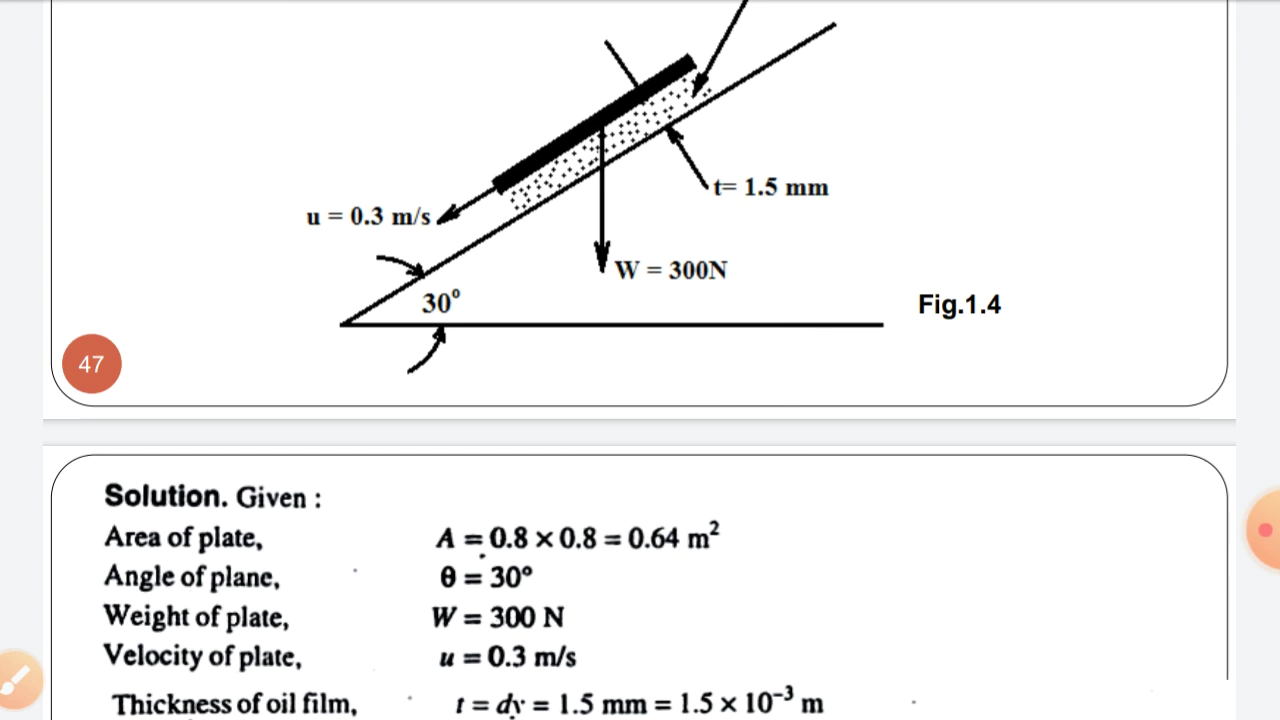 t= 1.5 mm
u = 0.3 m/s
W = 300N
30°
Fig.1.4
47
Solution. Given :
Area of plate, A = 0.8 × 0.8 = 0.64 m²
Angle of plane, θ = 30°
Weight of plate, W = 300 N
Velocity of plate, u = 0.3 m/s
Thickness of oil film, t = dy = 1.5 mm = 1.5 × 10⁻³ m